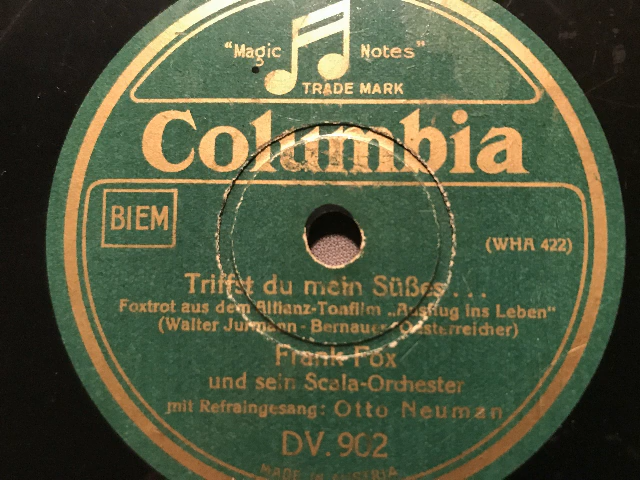 "Magic Notes"
TRADE MARK
Columbia
BIEM
(WHA 422)
Triffst du mein Süßes...
Foxtrot aus dem Allianz-Tonfilm „Ausflug ins Leben"
(Walter Jurmann - Bernauer, Oesterreicher)
Frank Fox
und sein Scala-Orchester
mit Refraingesang: Otto Neuman
DV. 902
MADE IN AUSTRIA